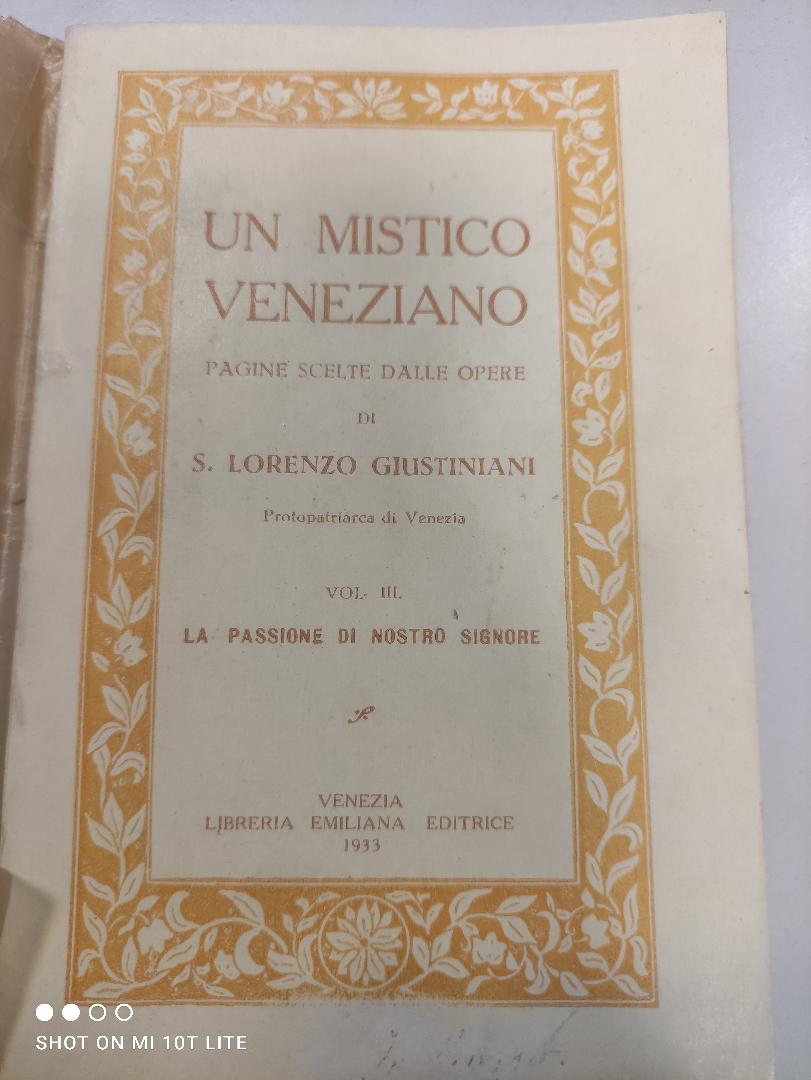 UN MISTICO
VENEZIANO
PAGINE SCELTE DALLE OPERE
DI
S. LORENZO GIUSTINIANI
Protopatriarca di Venezia
VOL. III.
LA PASSIONE DI NOSTRO SIGNORE
VENEZIA
LIBRERIA EMILIANA EDITRICE
1933
SHOT ON MI 10T LITE